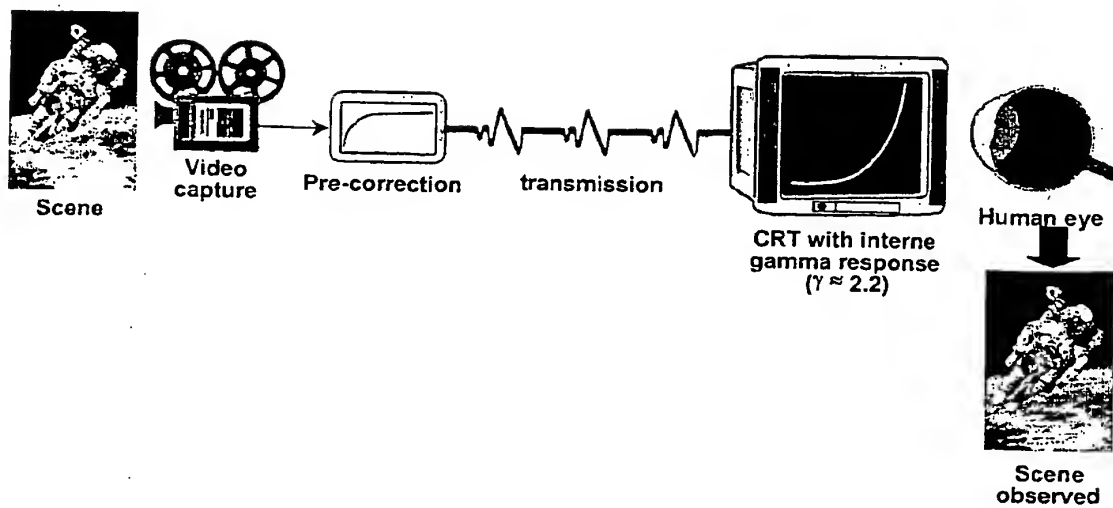 Scene
Video
capture
Pre-correction
transmission
CRT with interne
gamma response
(γ ≈ 2.2)
Human eye
Scene
observed